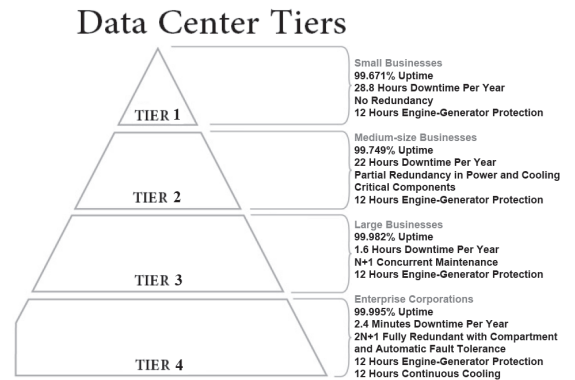 Data Center Tiers
TIER 1
Small Businesses
99.671% Uptime
28.8 Hours Downtime Per Year
No Redundancy
12 Hours Engine-Generator Protection
TIER 2
Medium-size Businesses
99.749% Uptime
22 Hours Downtime Per Year
Partial Redundancy in Power and Cooling
Critical Components
12 Hours Engine-Generator Protection
TIER 3
Large Businesses
99.982% Uptime
1.6 Hours Downtime Per Year
N+1 Concurrent Maintenance
12 Hours Engine-Generator Protection
TIER 4
Enterprise Corporations
99.995% Uptime
2.4 Minutes Downtime Per Year
2N+1 Fully Redundant with Compartment
and Automatic Fault Tolerance
12 Hours Engine-Generator Protection
12 Hours Continuous Cooling